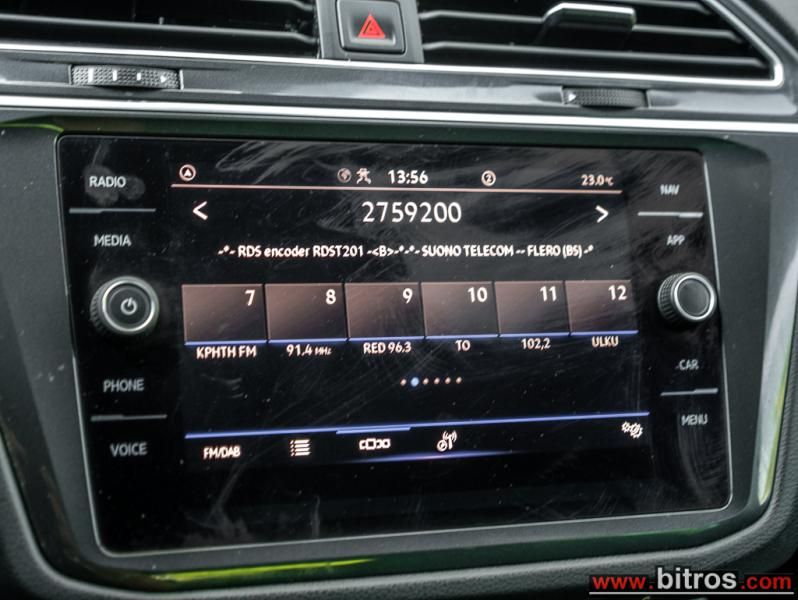 RADIO
MEDIA
PHONE
VOICE
13:56
2
23.0°C
< 2759200 >
-*- RDS encoder RDST201 -<B>-*-*- SUONO TELECOM -- FLERO (BS) -*
7 8 9 10 11 12
КРНТН FM 91,4 MHz RED 96.3 TO 102,2 ULKU
FM/DAB
NAV
APP
CAR
MENU
www.bitros.com